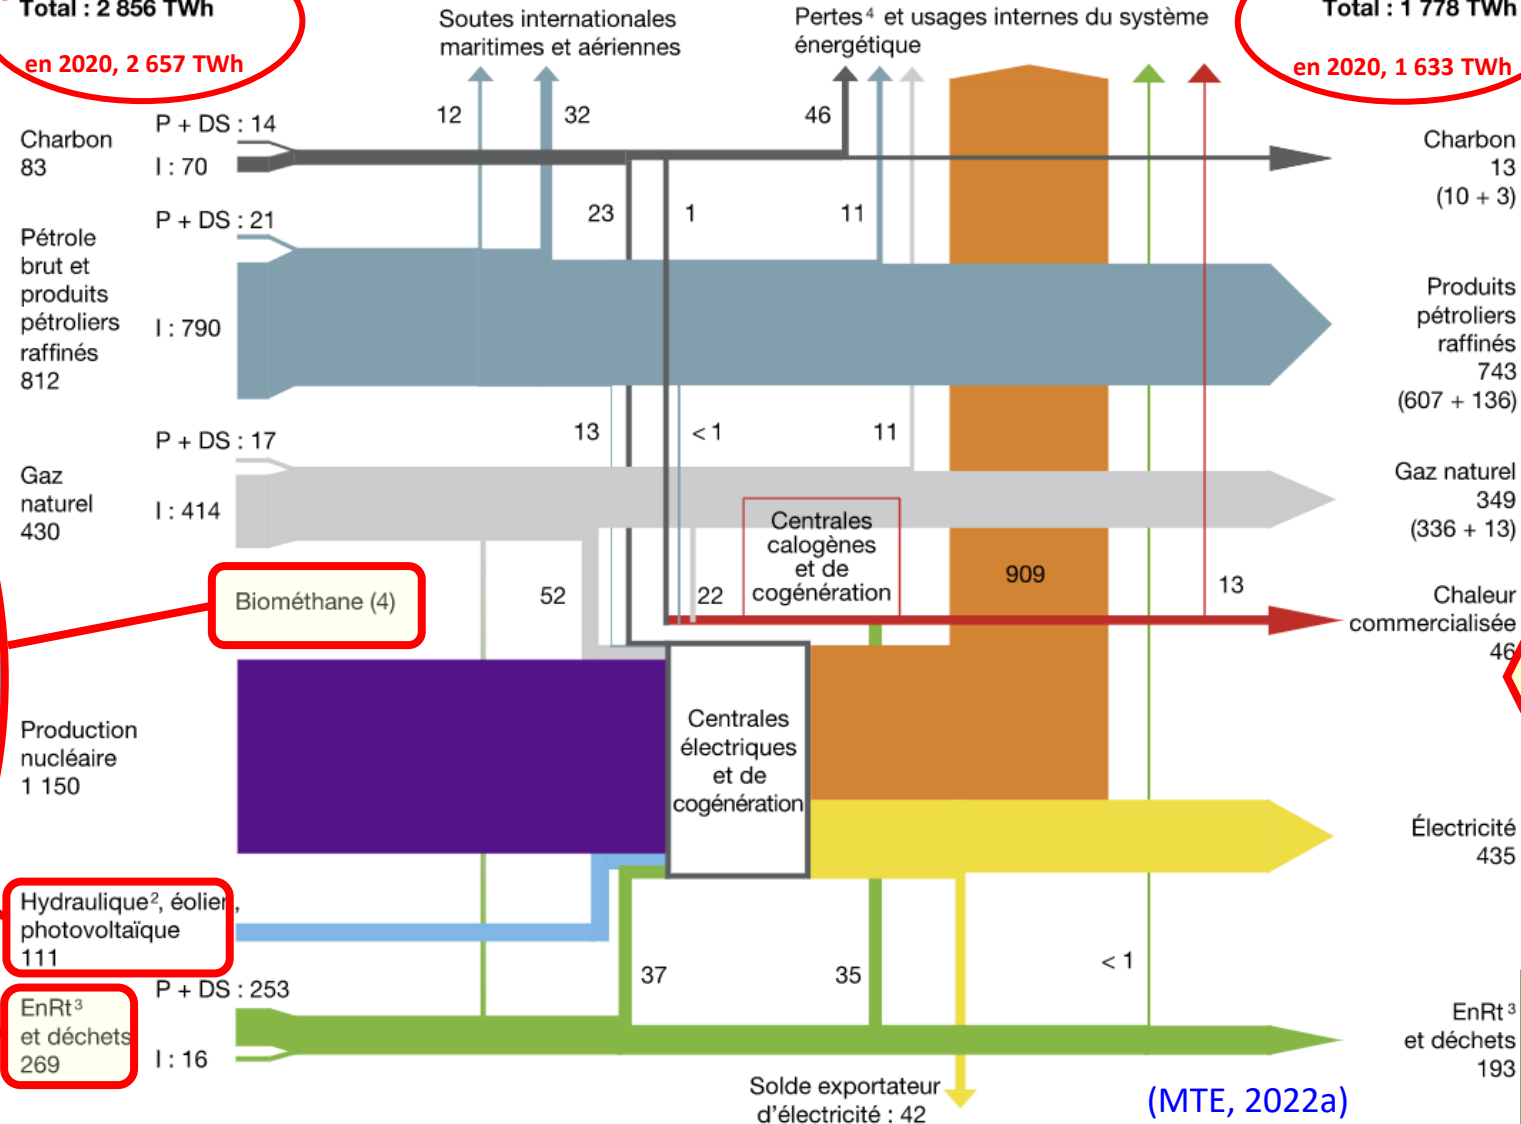 Total : 2 856 TWh
en 2020, 2 657 TWh
Soutes internationales
maritimes et aériennes
Pertes⁴ et usages internes du système
énergétique
Total : 1 778 TWh
en 2020, 1 633 TWh
Charbon
83
P + DS : 14
I : 70
12
32
46
Charbon
13
(10 + 3)
P + DS : 21
23
1
11
Pétrole
brut et
produits
pétroliers
raffinés
812
I : 790
Produits
pétroliers
raffinés
743
(607 + 136)
P + DS : 17
13
< 1
11
Gaz
naturel
430
I : 414
Gaz naturel
349
(336 + 13)
Centrales
calogènes
et de
cogénération
Biométhane (4)
52
22
909
13
Chaleur
commercialisée
46
Production
nucléaire
1 150
Centrales
électriques
et de
cogénération
Électricité
435
Hydraulique², éolien,
photovoltaïque
111
P + DS : 253
37
35
< 1
EnRt³
et déchets
269
I : 16
EnRt³
et déchets
193
Solde exportateur
d'électricité : 42
(MTE, 2022a)